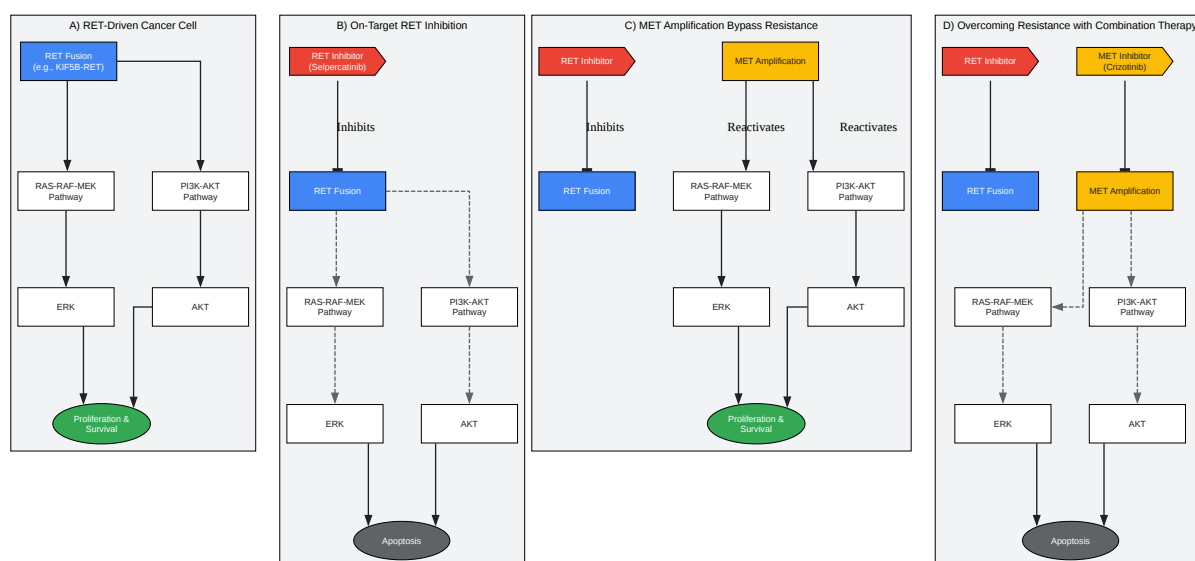 A) RET-Driven Cancer Cell
RET Fusion
(e.g., KIF5B-RET)
RAS-RAF-MEK
Pathway
PI3K-AKT
Pathway
ERK
AKT
Proliferation &
Survival
B) On-Target RET Inhibition
RET Inhibitor
(Selpercatinib)
Inhibits
RET Fusion
RAS-RAF-MEK
Pathway
PI3K-AKT
Pathway
ERK
AKT
Apoptosis
C) MET Amplification Bypass Resistance
RET Inhibitor
MET Amplification
Inhibits
Reactivates
Reactivates
RET Fusion
RAS-RAF-MEK
Pathway
PI3K-AKT
Pathway
ERK
AKT
Proliferation &
Survival
D) Overcoming Resistance with Combination Therapy
RET Inhibitor
MET Inhibitor
(Crizotinib)
RET Fusion
MET Amplification
RAS-RAF-MEK
Pathway
PI3K-AKT
Pathway
ERK
AKT
Apoptosis